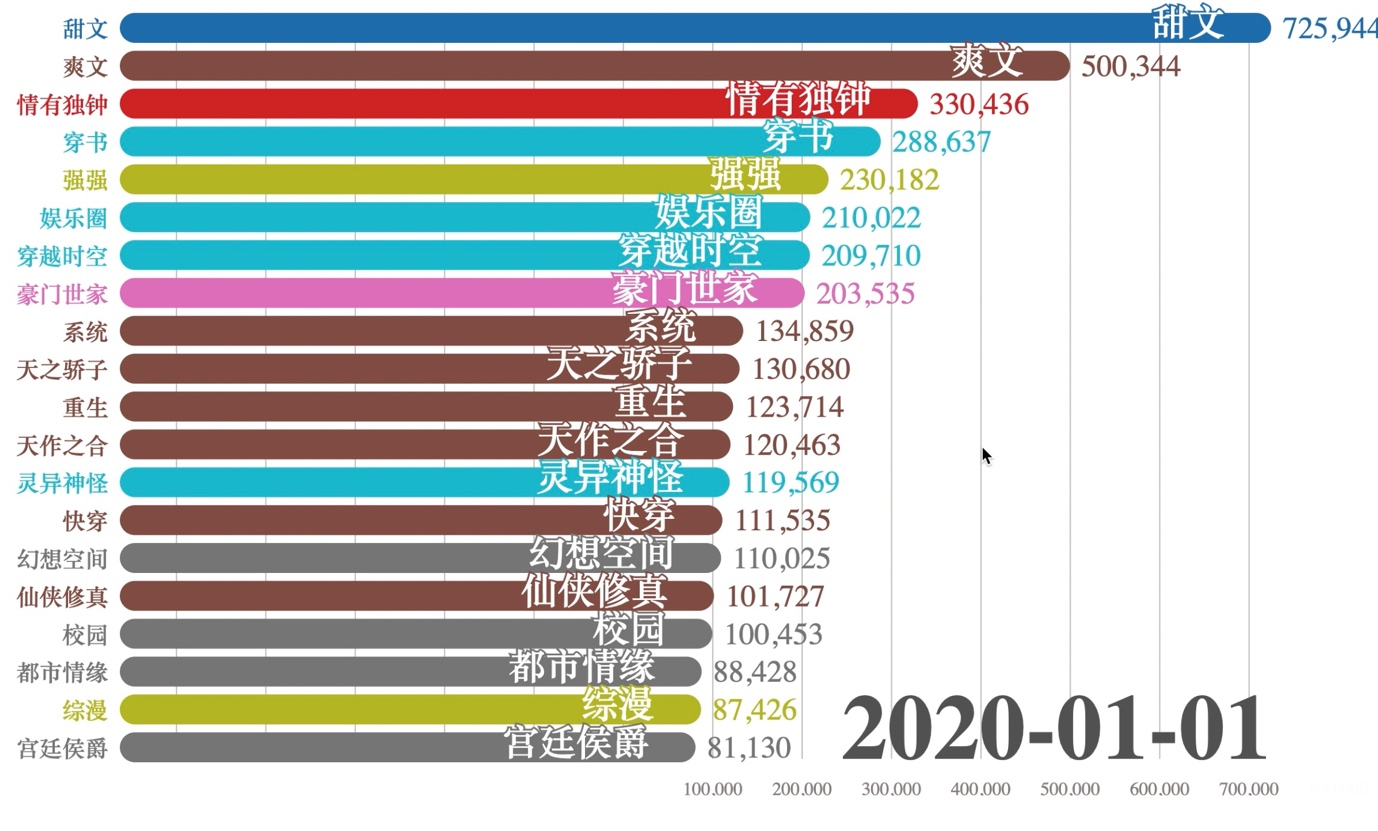 甜文 甜文 725,944
爽文 爽文 500,344
情有独钟 情有独钟 330,436
穿书 穿书 288,637
强强 强强 230,182
娱乐圈 娱乐圈 210,022
穿越时空 穿越时空 209,710
豪门世家 豪门世家 203,535
系统 系统 134,859
天之骄子 天之骄子 130,680
重生 重生 123,714
天作之合 天作之合 120,463
灵异神怪 灵异神怪 119,569
快穿 快穿 111,535
幻想空间 幻想空间 110,025
仙侠修真 仙侠修真 101,727
校园 校园 100,453
都市情缘 都市情缘 88,428
综漫 综漫 87,426
宫廷侯爵 宫廷侯爵 81,130
2020-01-01
100,000 200,000 300,000 400,000 500,000 600,000 700,000